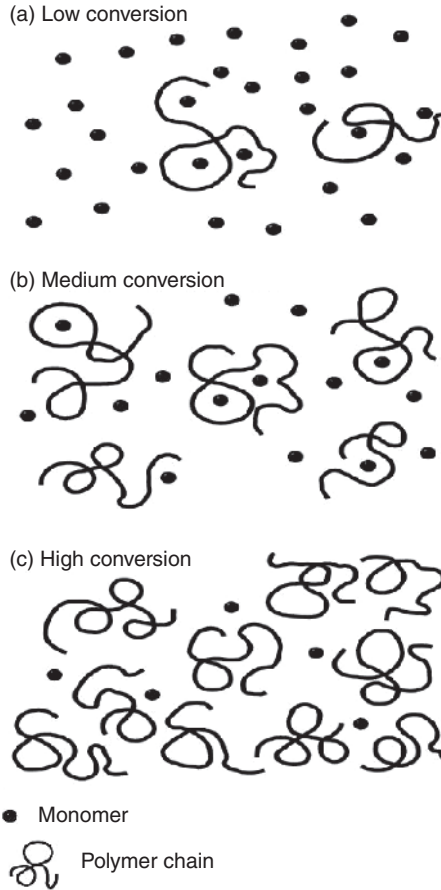 (a) Low conversion
(b) Medium conversion
(c) High conversion
Monomer
Polymer chain